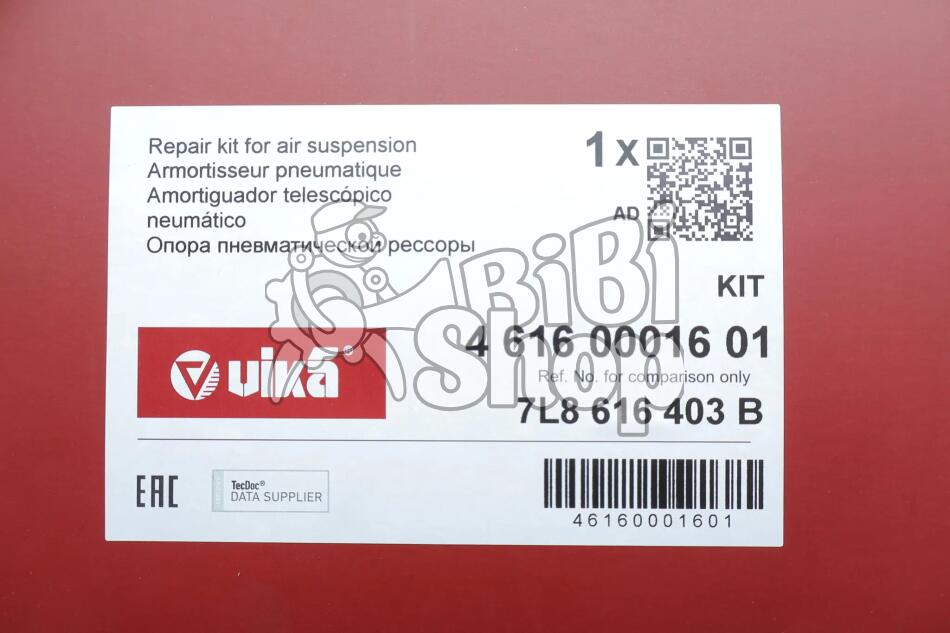 Repair kit for air suspension
Armortisseur pneumatique
Amortiguador telescópico
neumático
Опора пневматической рессоры
1 x
AD
BiBi
Shop
KIT
vika®
4 616 00016 01
Ref. No. for comparison only
7L8 616 403 B
EAC
TecDoc®
DATA SUPPLIER
46160001601